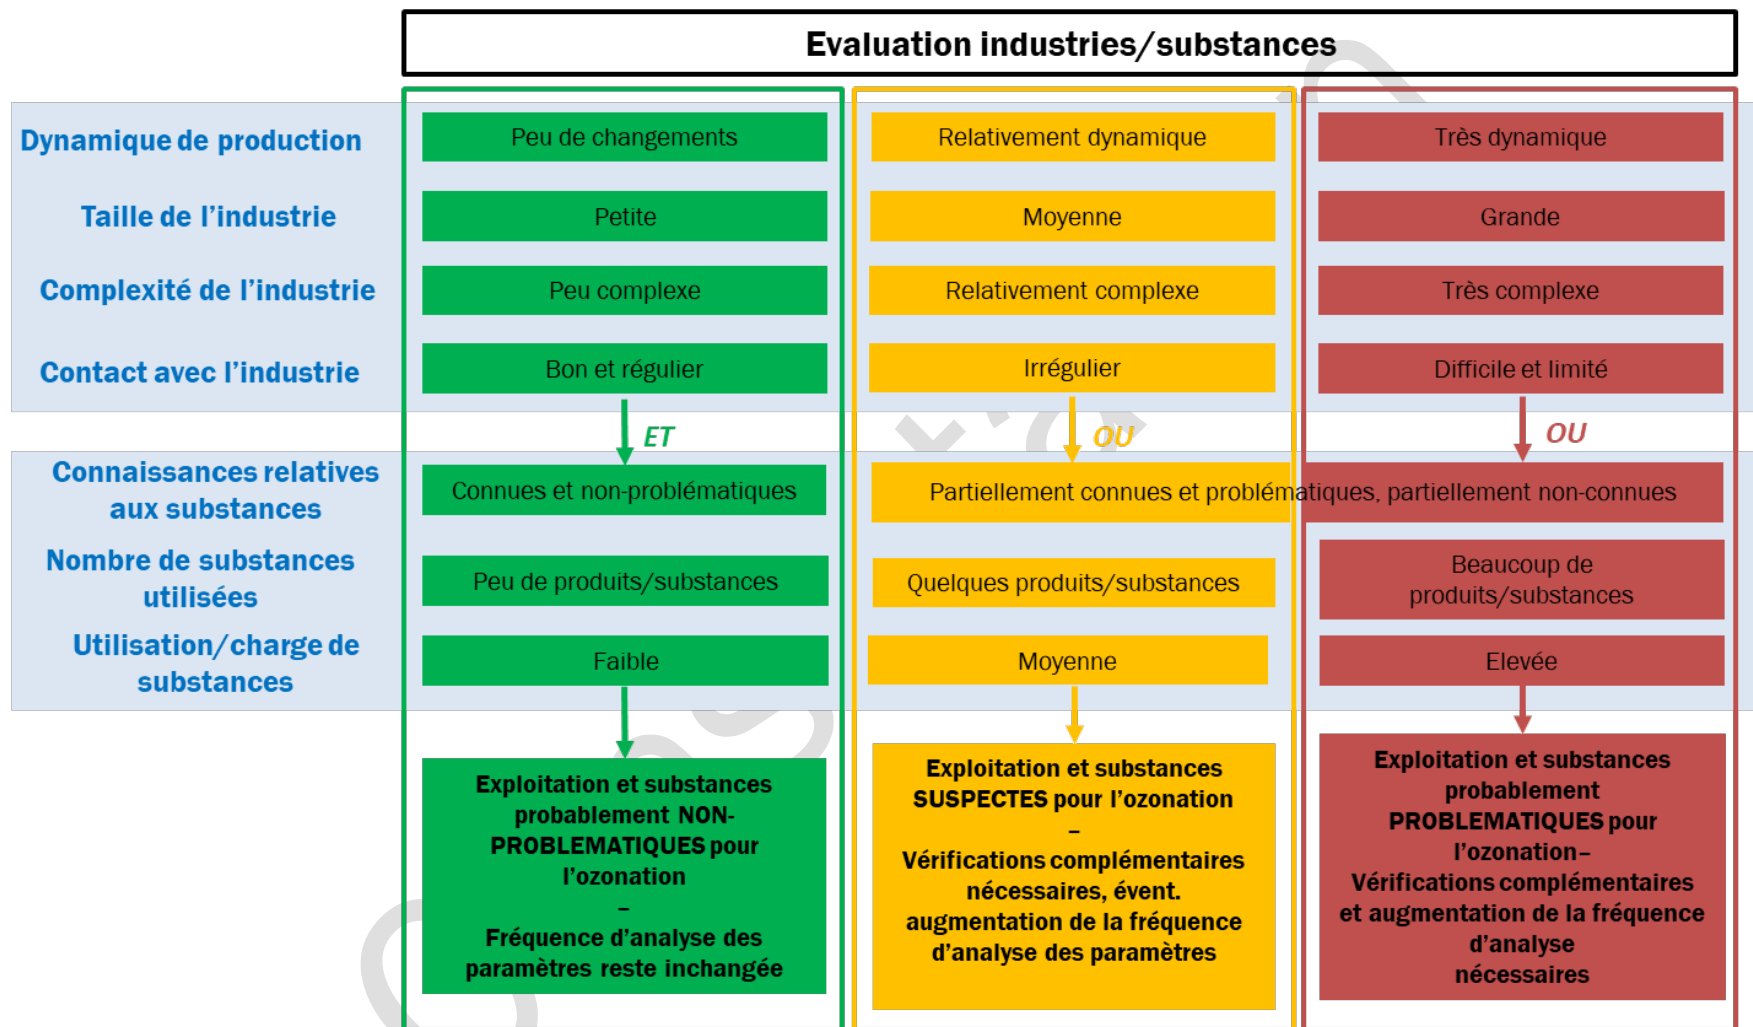 Evaluation industries/substances
Dynamique de production
Peu de changements
Relativement dynamique
Très dynamique
Taille de l'industrie
Petite
Moyenne
Grande
Complexité de l'industrie
Peu complexe
Relativement complexe
Très complexe
Contact avec l'industrie
Bon et régulier
Irrégulier
Difficile et limité
ET
OU
OU
Connaissances relatives
aux substances
Connues et non-problématiques
Partiellement connues et problématiques, partiellement non-connues
Nombre de substances
utilisées
Peu de produits/substances
Quelques produits/substances
Beaucoup de
produits/substances
Utilisation/charge de
substances
Faible
Moyenne
Elevée
Exploitation et substances
probablement NON-
PROBLEMATIQUES pour
l'ozonation
–
Fréquence d'analyse des
paramètres reste inchangée
Exploitation et substances
SUSPECTES pour l'ozonation
–
Vérifications complémentaires
nécessaires, évent.
augmentation de la fréquence
d'analyse des paramètres
Exploitation et substances
probablement
PROBLEMATIQUES pour
l'ozonation–
Vérifications complémentaires
et augmentation de la fréquence
d'analyse
nécessaires